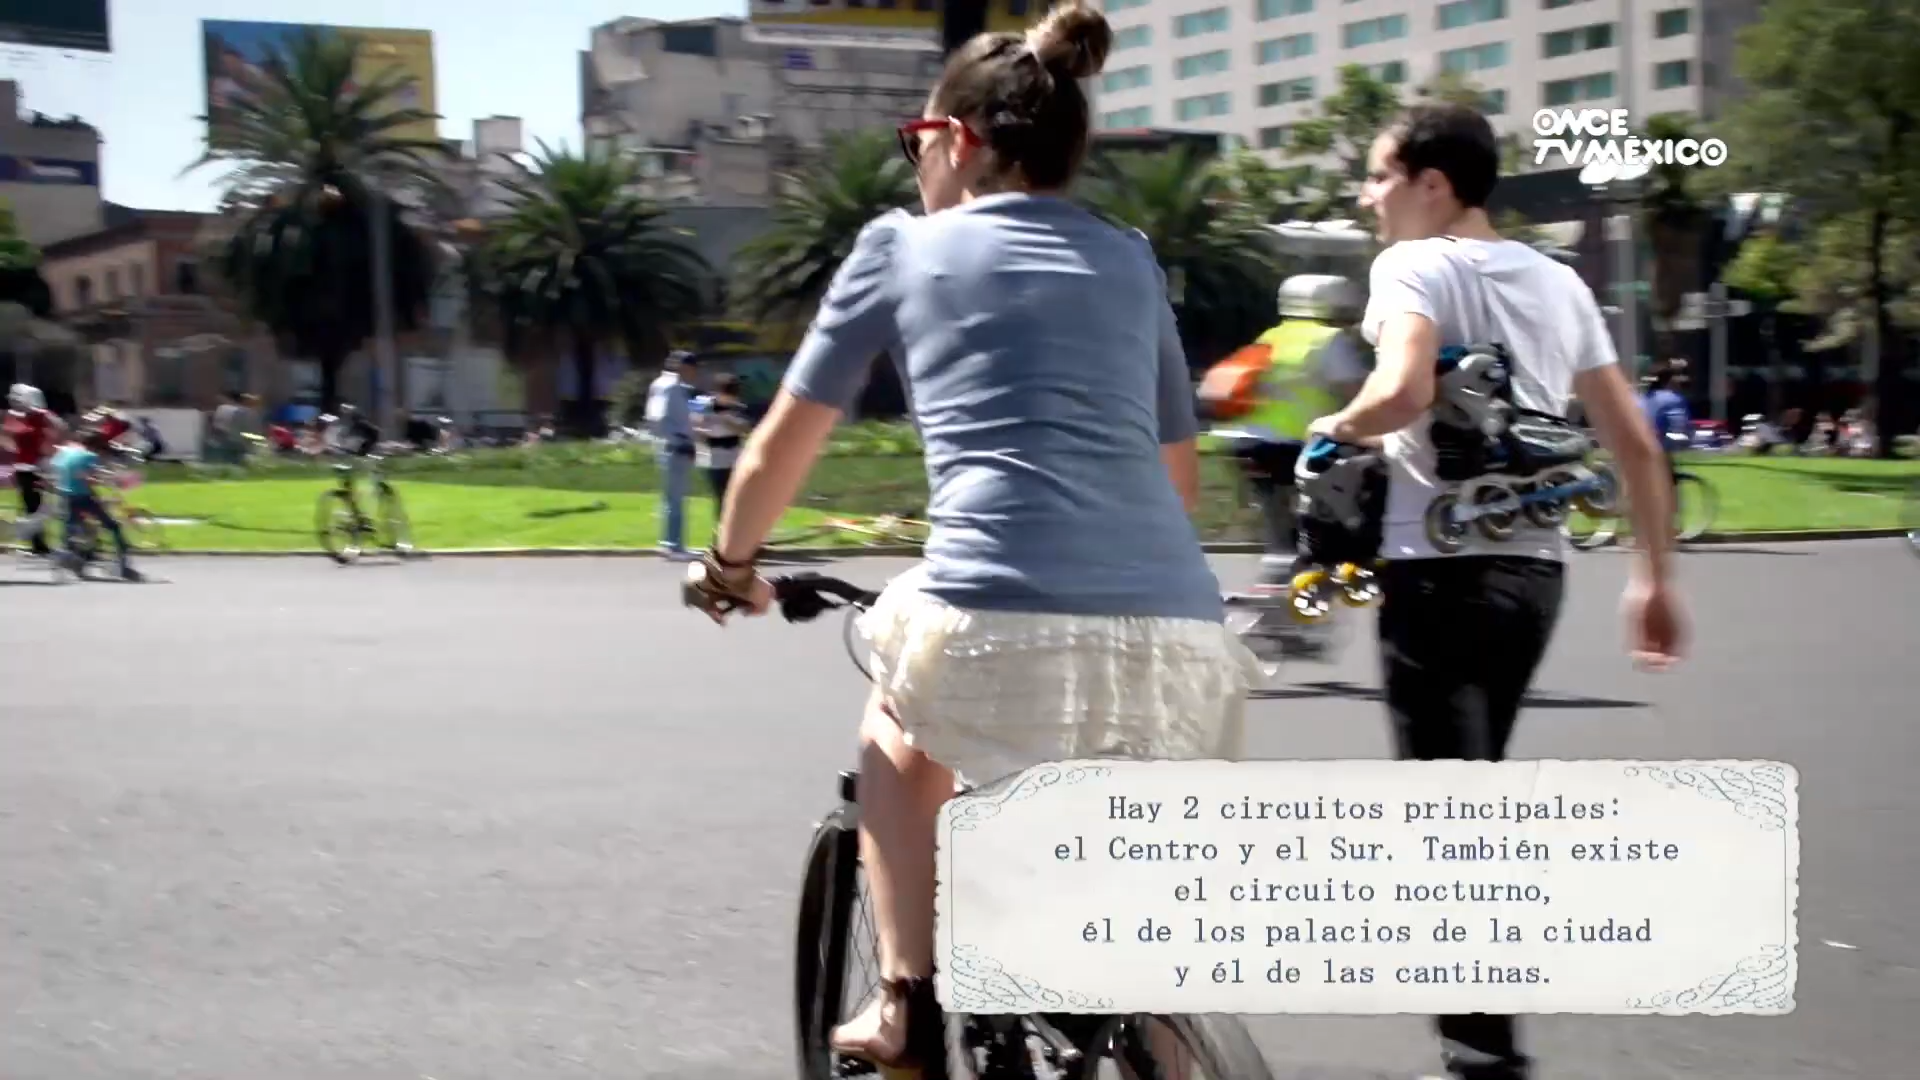 ONCE
TV MÉXICO
Hay 2 circuitos principales:
el Centro y el Sur. También existe
el circuito nocturno,
él de los palacios de la ciudad
y él de las cantinas.